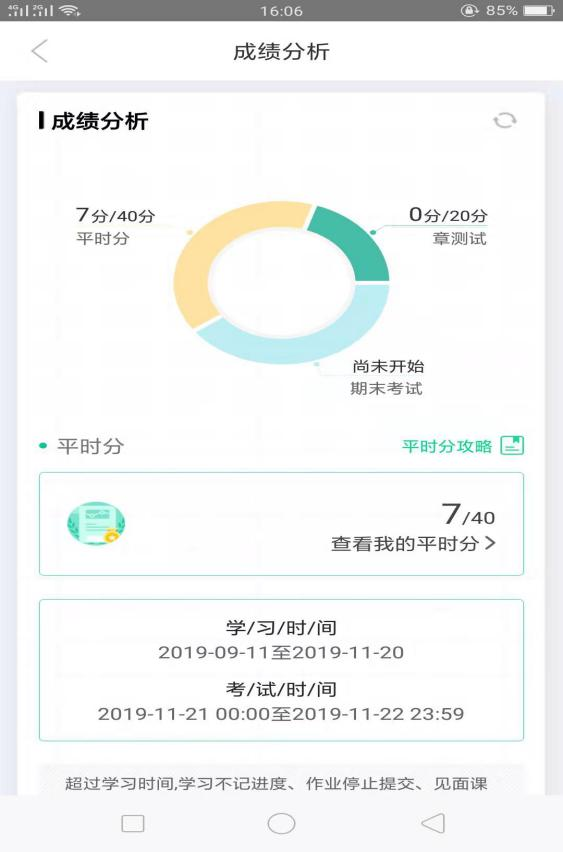 4G 2G 16:06 85%
成绩分析
成绩分析
7分/40分
平时分
0分/20分
章测试
尚未开始
期末考试
平时分 平时分攻略
7/40
查看我的平时分
学/习/时/间
2019-09-11至2019-11-20
考/试/时/间
2019-11-21 00:00至2019-11-22 23:59
超过学习时间,学习不记进度、作业停止提交、见面课